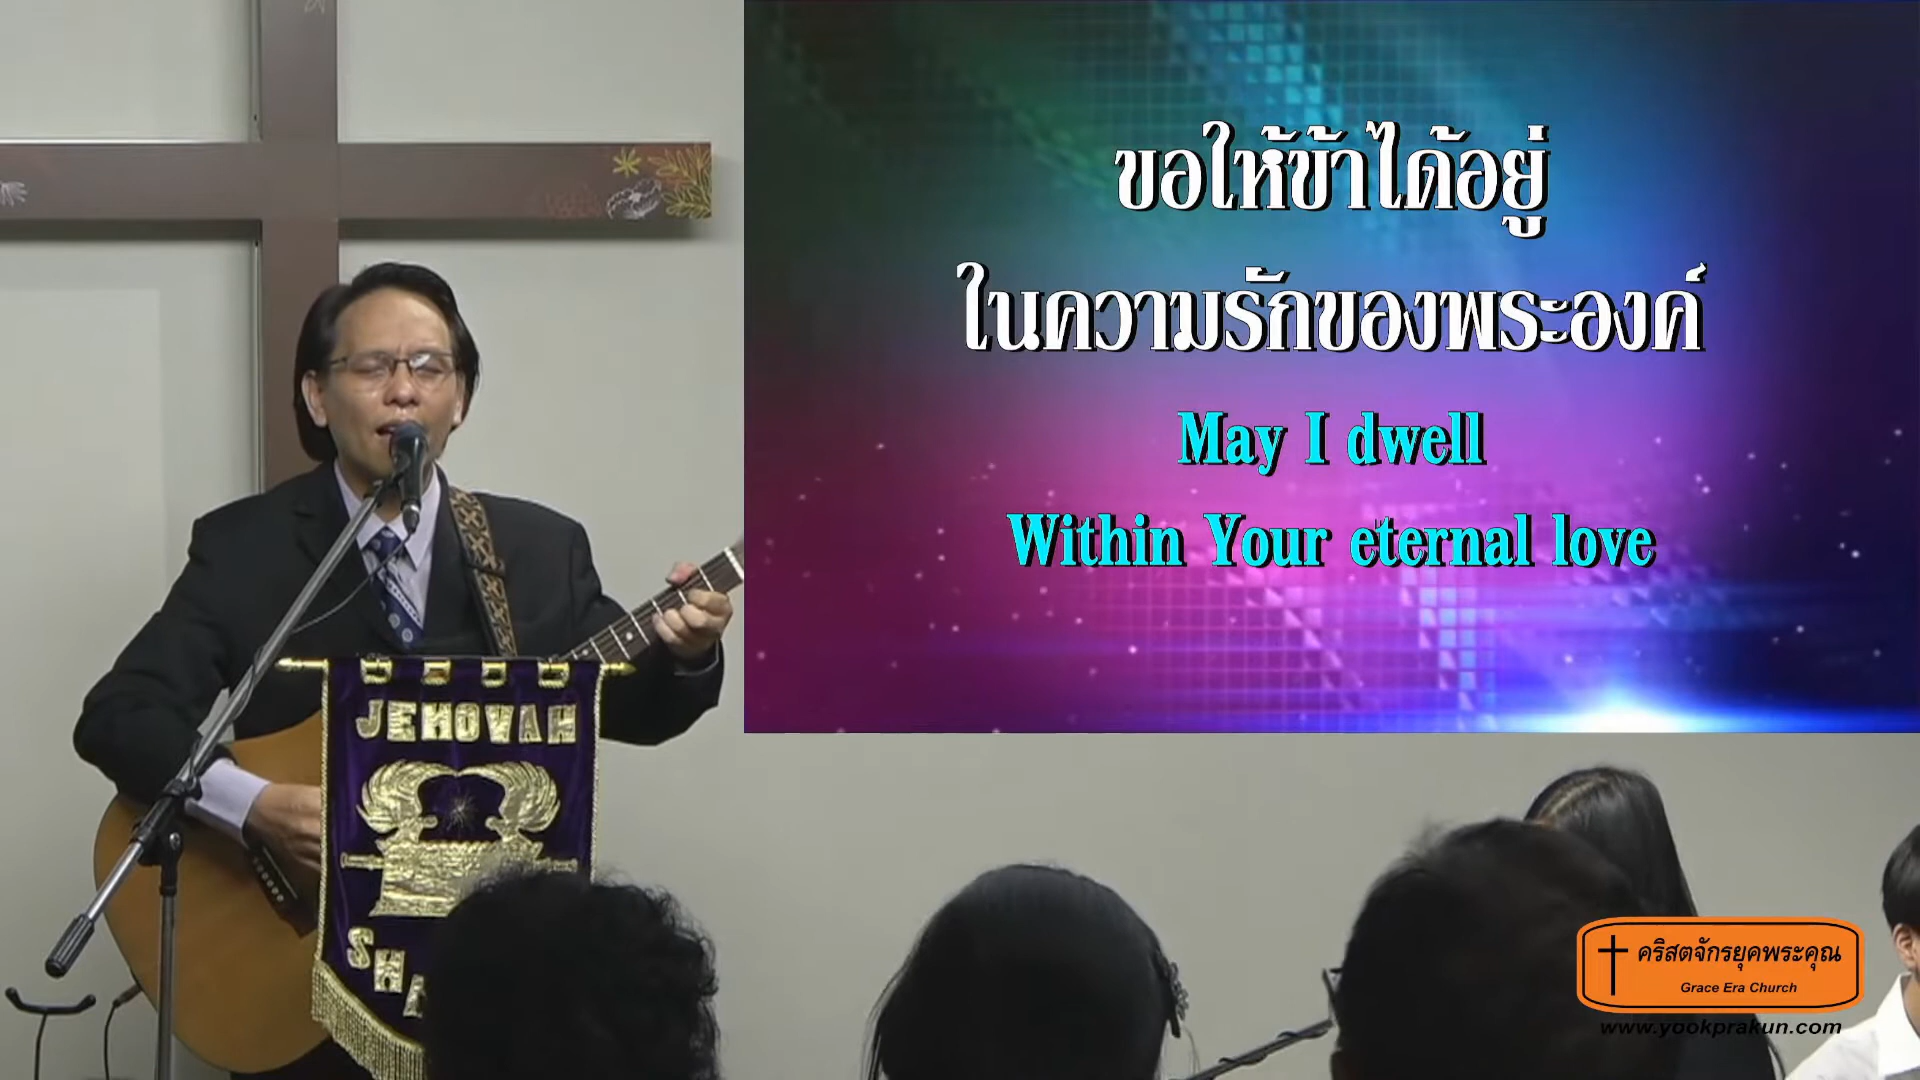 ขอให้ข้าได้อยู่
ในความรักของพระองค์
May I dwell
Within Your eternal love
JEHOVAH
คริสตจักรยุคพระคุณ
Grace Era Church
www.yookprakun.com